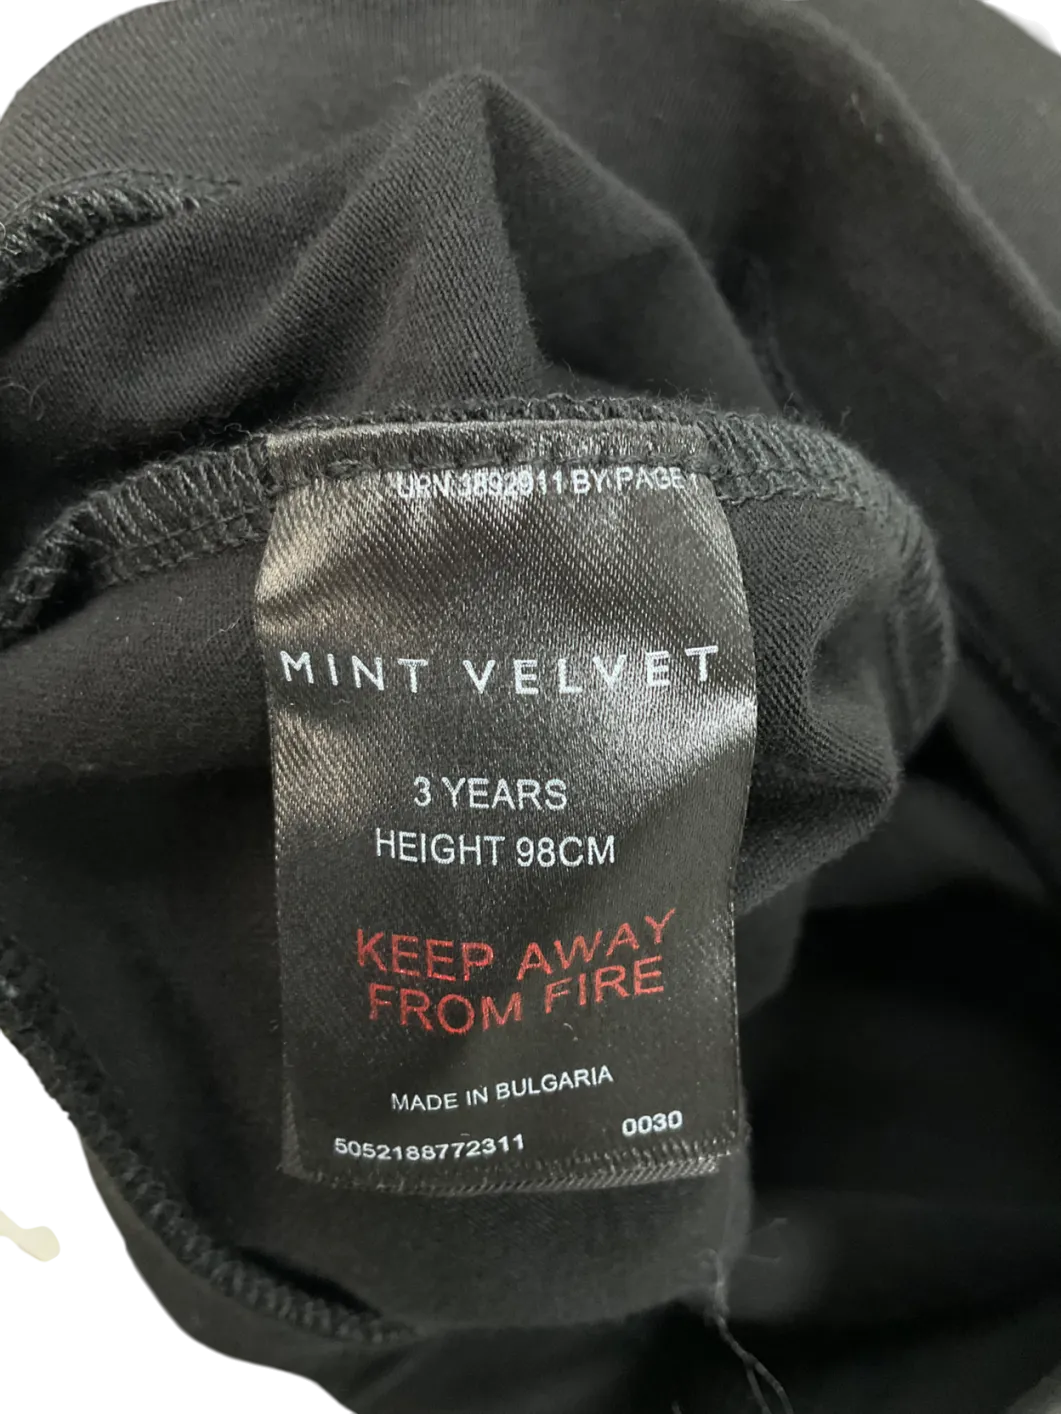 URN 3892911 BY PAGE 1
MINT VELVET
3 YEARS
HEIGHT 98CM
KEEP AWAY
FROM FIRE
MADE IN BULGARIA
5052188772311
0030